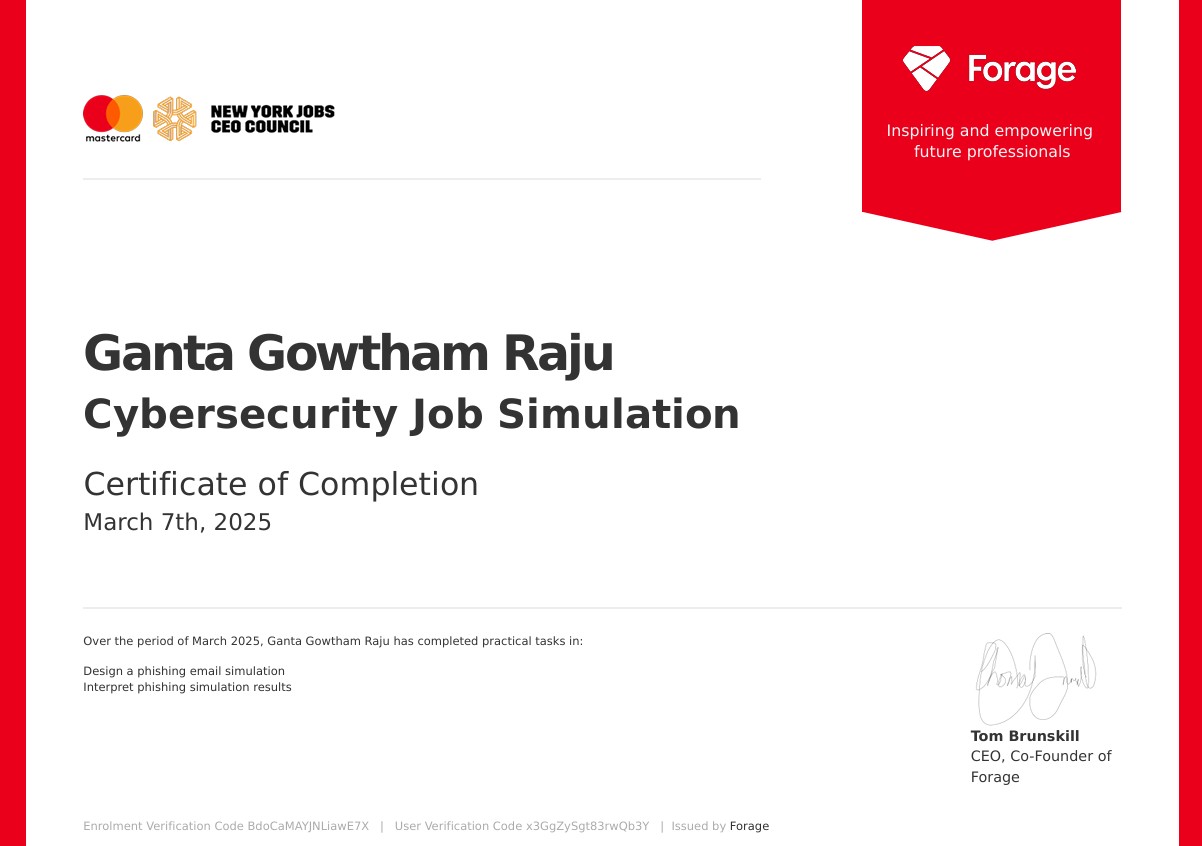 mastercard
NEW YORK JOBS
CEO COUNCIL
Forage
Inspiring and empowering
future professionals
Ganta Gowtham Raju
Cybersecurity Job Simulation
Certificate of Completion
March 7th, 2025
Over the period of March 2025, Ganta Gowtham Raju has completed practical tasks in:
Design a phishing email simulation
Interpret phishing simulation results
Tom Brunskill
CEO, Co-Founder of
Forage
Enrolment Verification Code BdoCaMAYJNLiawE7X | User Verification Code x3GgZySgt83rwQb3Y | Issued by Forage